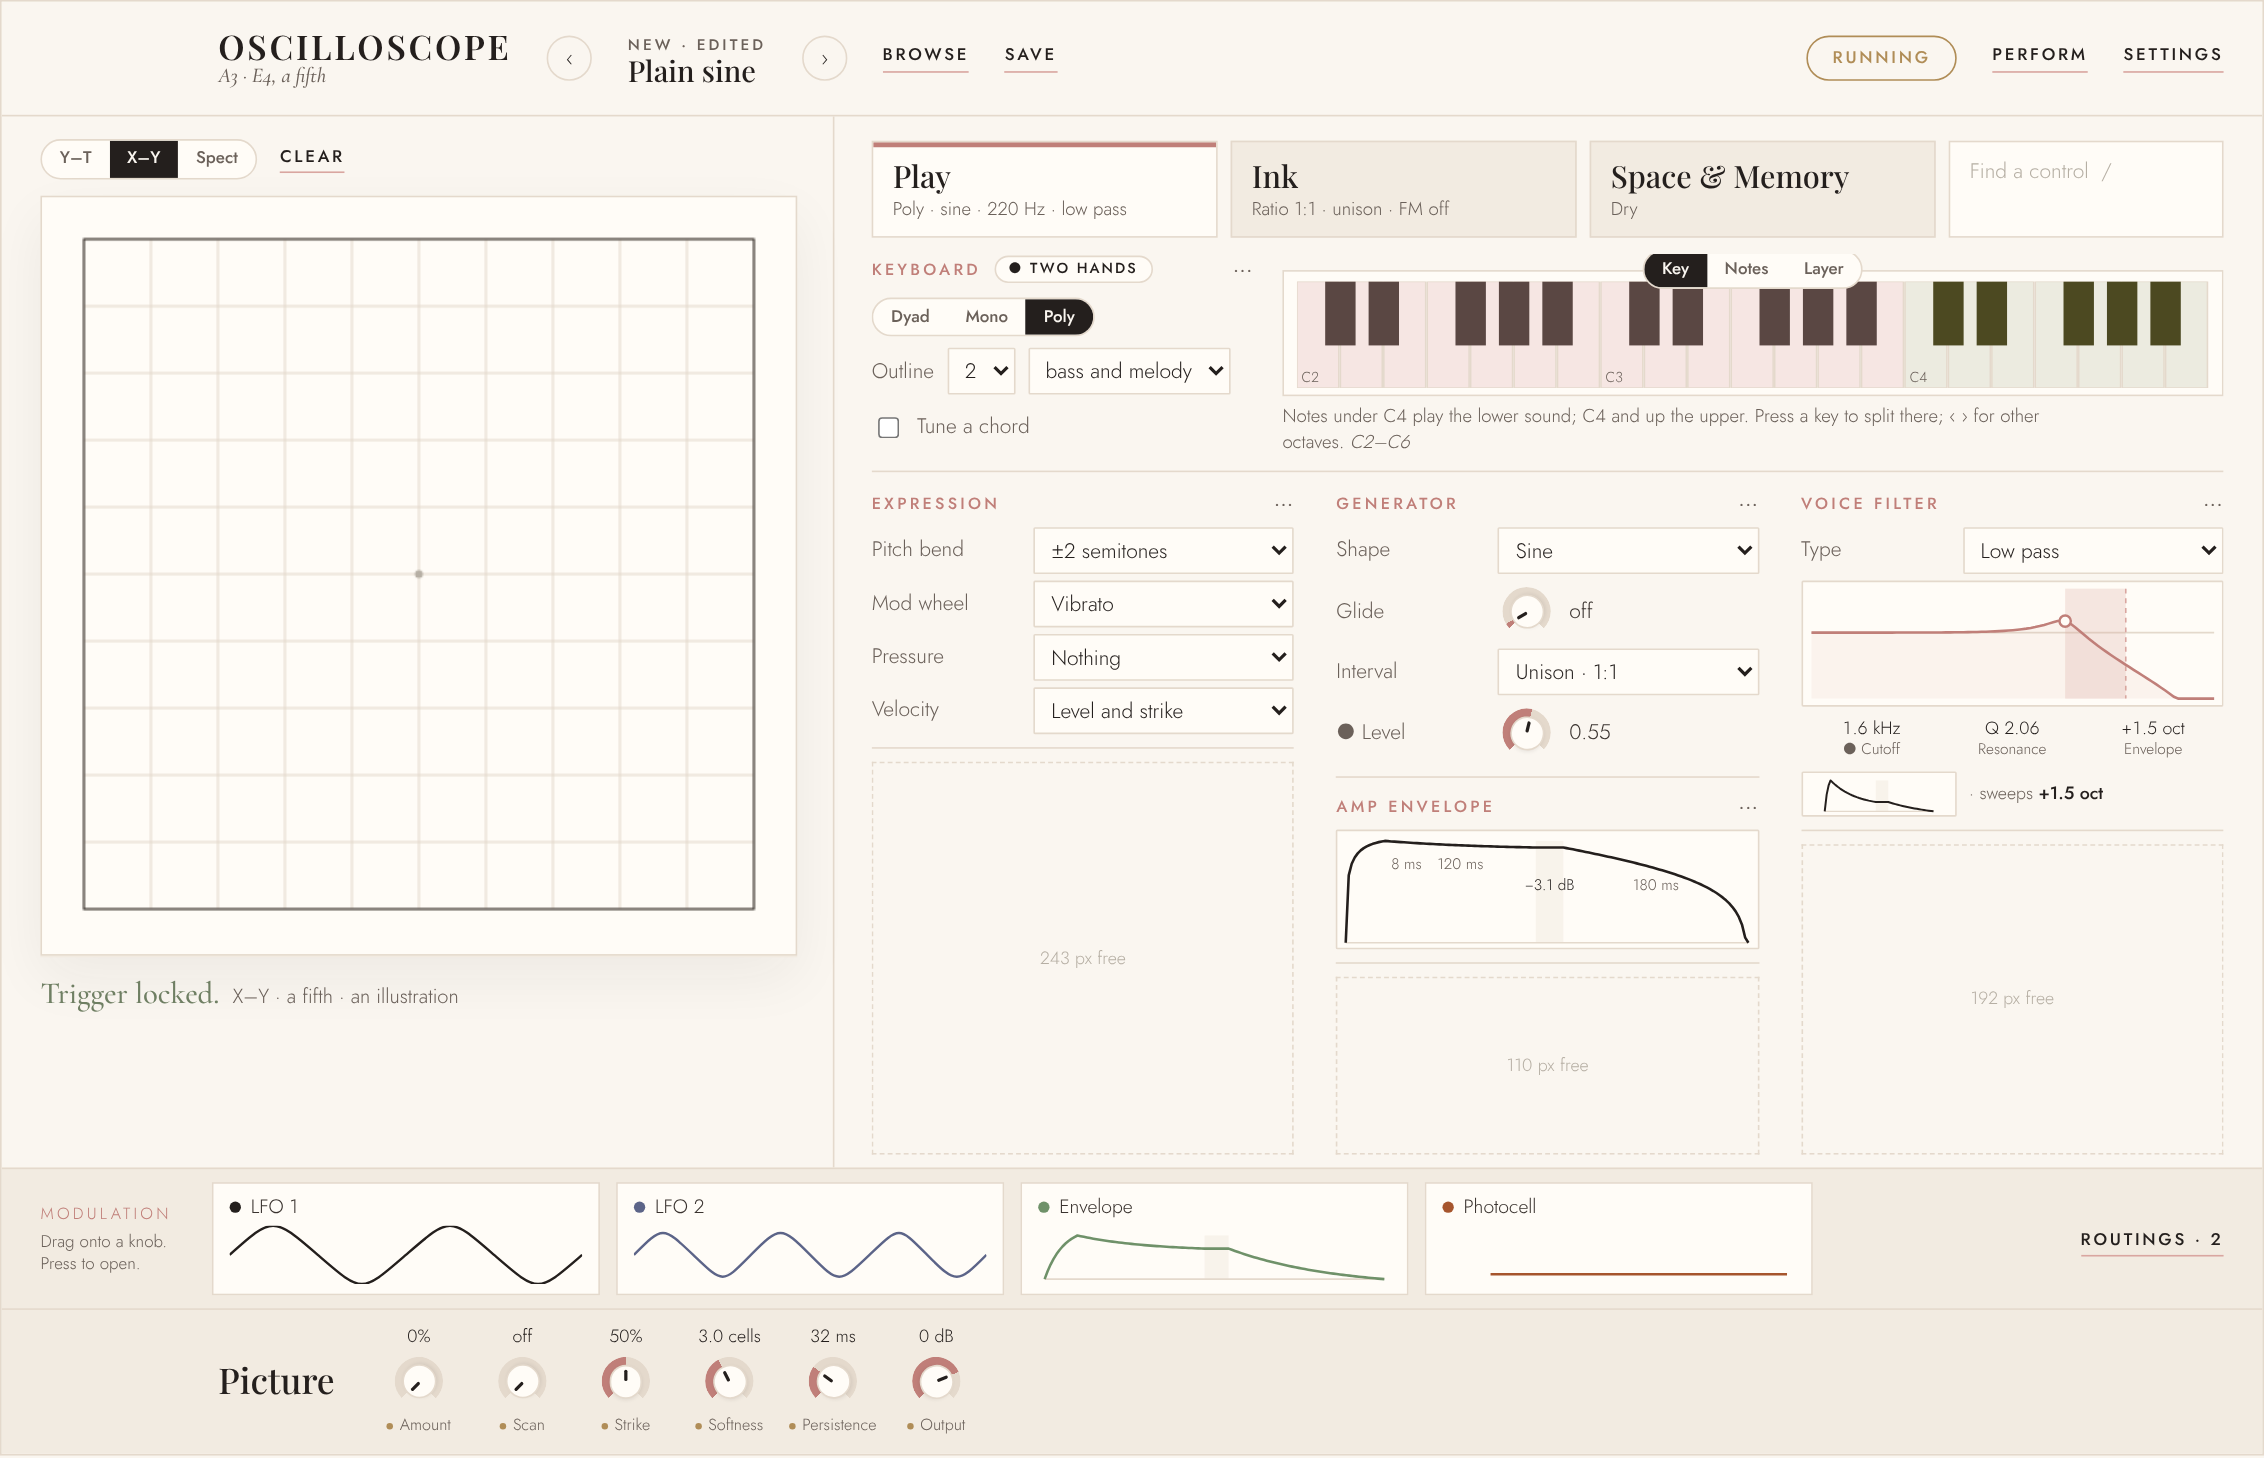 OSCILLOSCOPE
A3 · E4, a fifth
‹
NEW · EDITED
Plain sine
›
BROWSE
SAVE
RUNNING
PERFORM
SETTINGS
Y–T
X–Y
Spect
CLEAR
Trigger locked. X–Y · a fifth · an illustration
Play
Poly · sine · 220 Hz · low pass
Ink
Ratio 1:1 · unison · FM off
Space & Memory
Dry
Find a control /
KEYBOARD
TWO HANDS
···
Dyad
Mono
Poly
Outline
2
bass and melody
Tune a chord
Key
Notes
Layer
C2
C3
C4
Notes under C4 play the lower sound; C4 and up the upper. Press a key to split there; ‹ › for other
octaves. C2–C6
EXPRESSION
···
Pitch bend
±2 semitones
Mod wheel
Vibrato
Pressure
Nothing
Velocity
Level and strike
243 px free
GENERATOR
···
Shape
Sine
Glide
off
Interval
Unison · 1:1
Level
0.55
AMP ENVELOPE
···
8 ms
120 ms
−3.1 dB
180 ms
110 px free
VOICE FILTER
···
Type
Low pass
1.6 kHz
Cutoff
Q 2.06
Resonance
+1.5 oct
Envelope
· sweeps +1.5 oct
192 px free
MODULATION
Drag onto a knob.
Press to open.
LFO 1
LFO 2
Envelope
Photocell
ROUTINGS · 2
Picture
0%
Amount
off
Scan
50%
Strike
3.0 cells
Softness
32 ms
Persistence
0 dB
Output